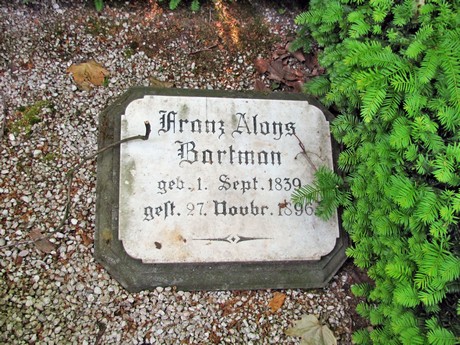 Franz Aloys
Bartman
geb. 1. Sept. 1839
gest. 27. Novbr. 1896